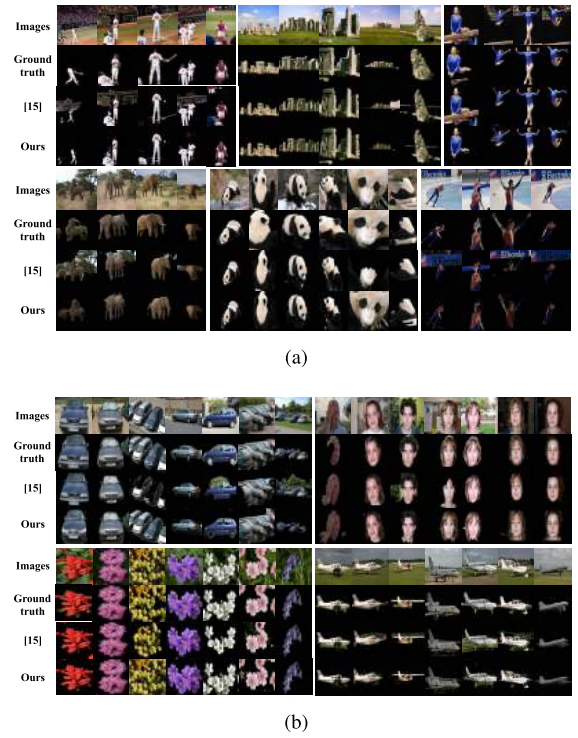 Images
Ground
truth
[15]
Ours
Images
Ground
truth
[15]
Ours
(a)
Images
Ground
truth
[15]
Ours
Images
Ground
truth
[15]
Ours
(b)